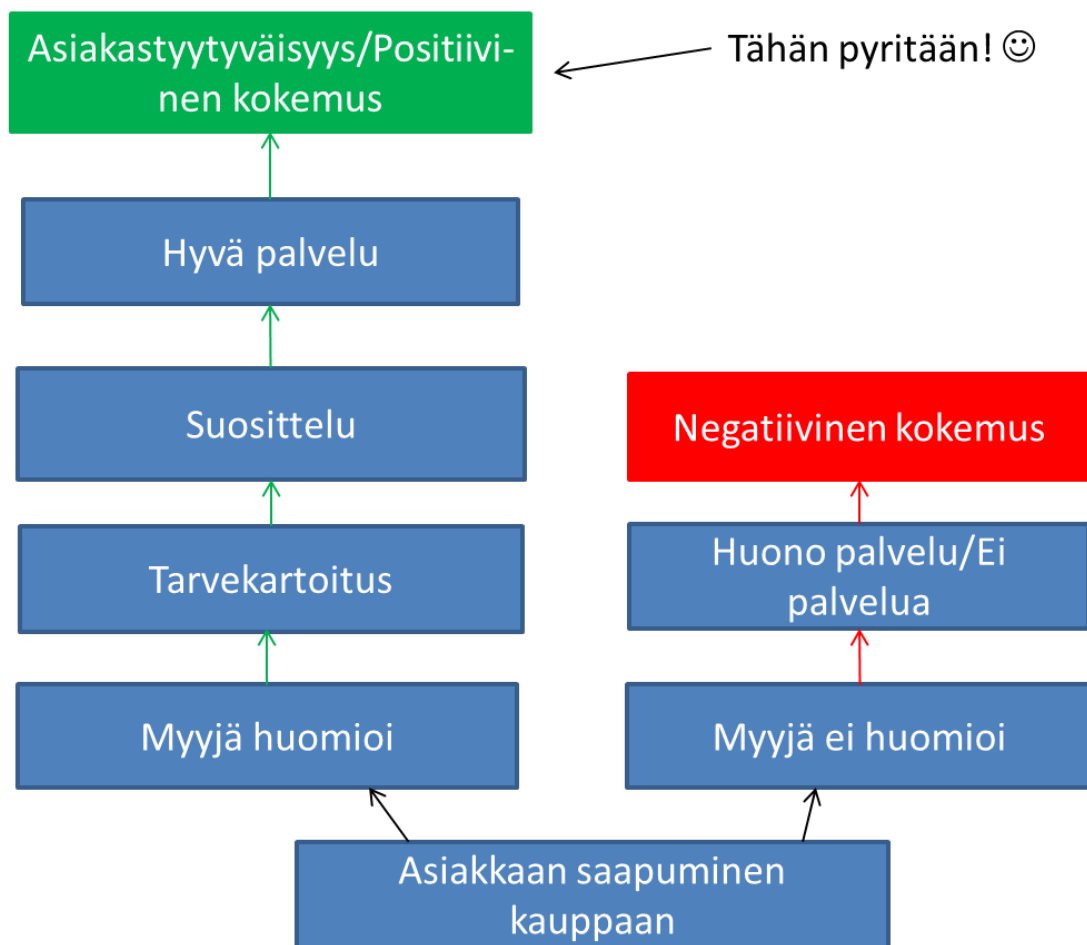 Asiakastyytyväisyys/Positiivi-
nen kokemus
Tähän pyritään! ☺
Hyvä palvelu
Suosittelu
Negatiivinen kokemus
Tarvekartoitus
Huono palvelu/Ei
palvelua
Myyjä huomioi
Myyjä ei huomioi
Asiakkaan saapuminen
kauppaan